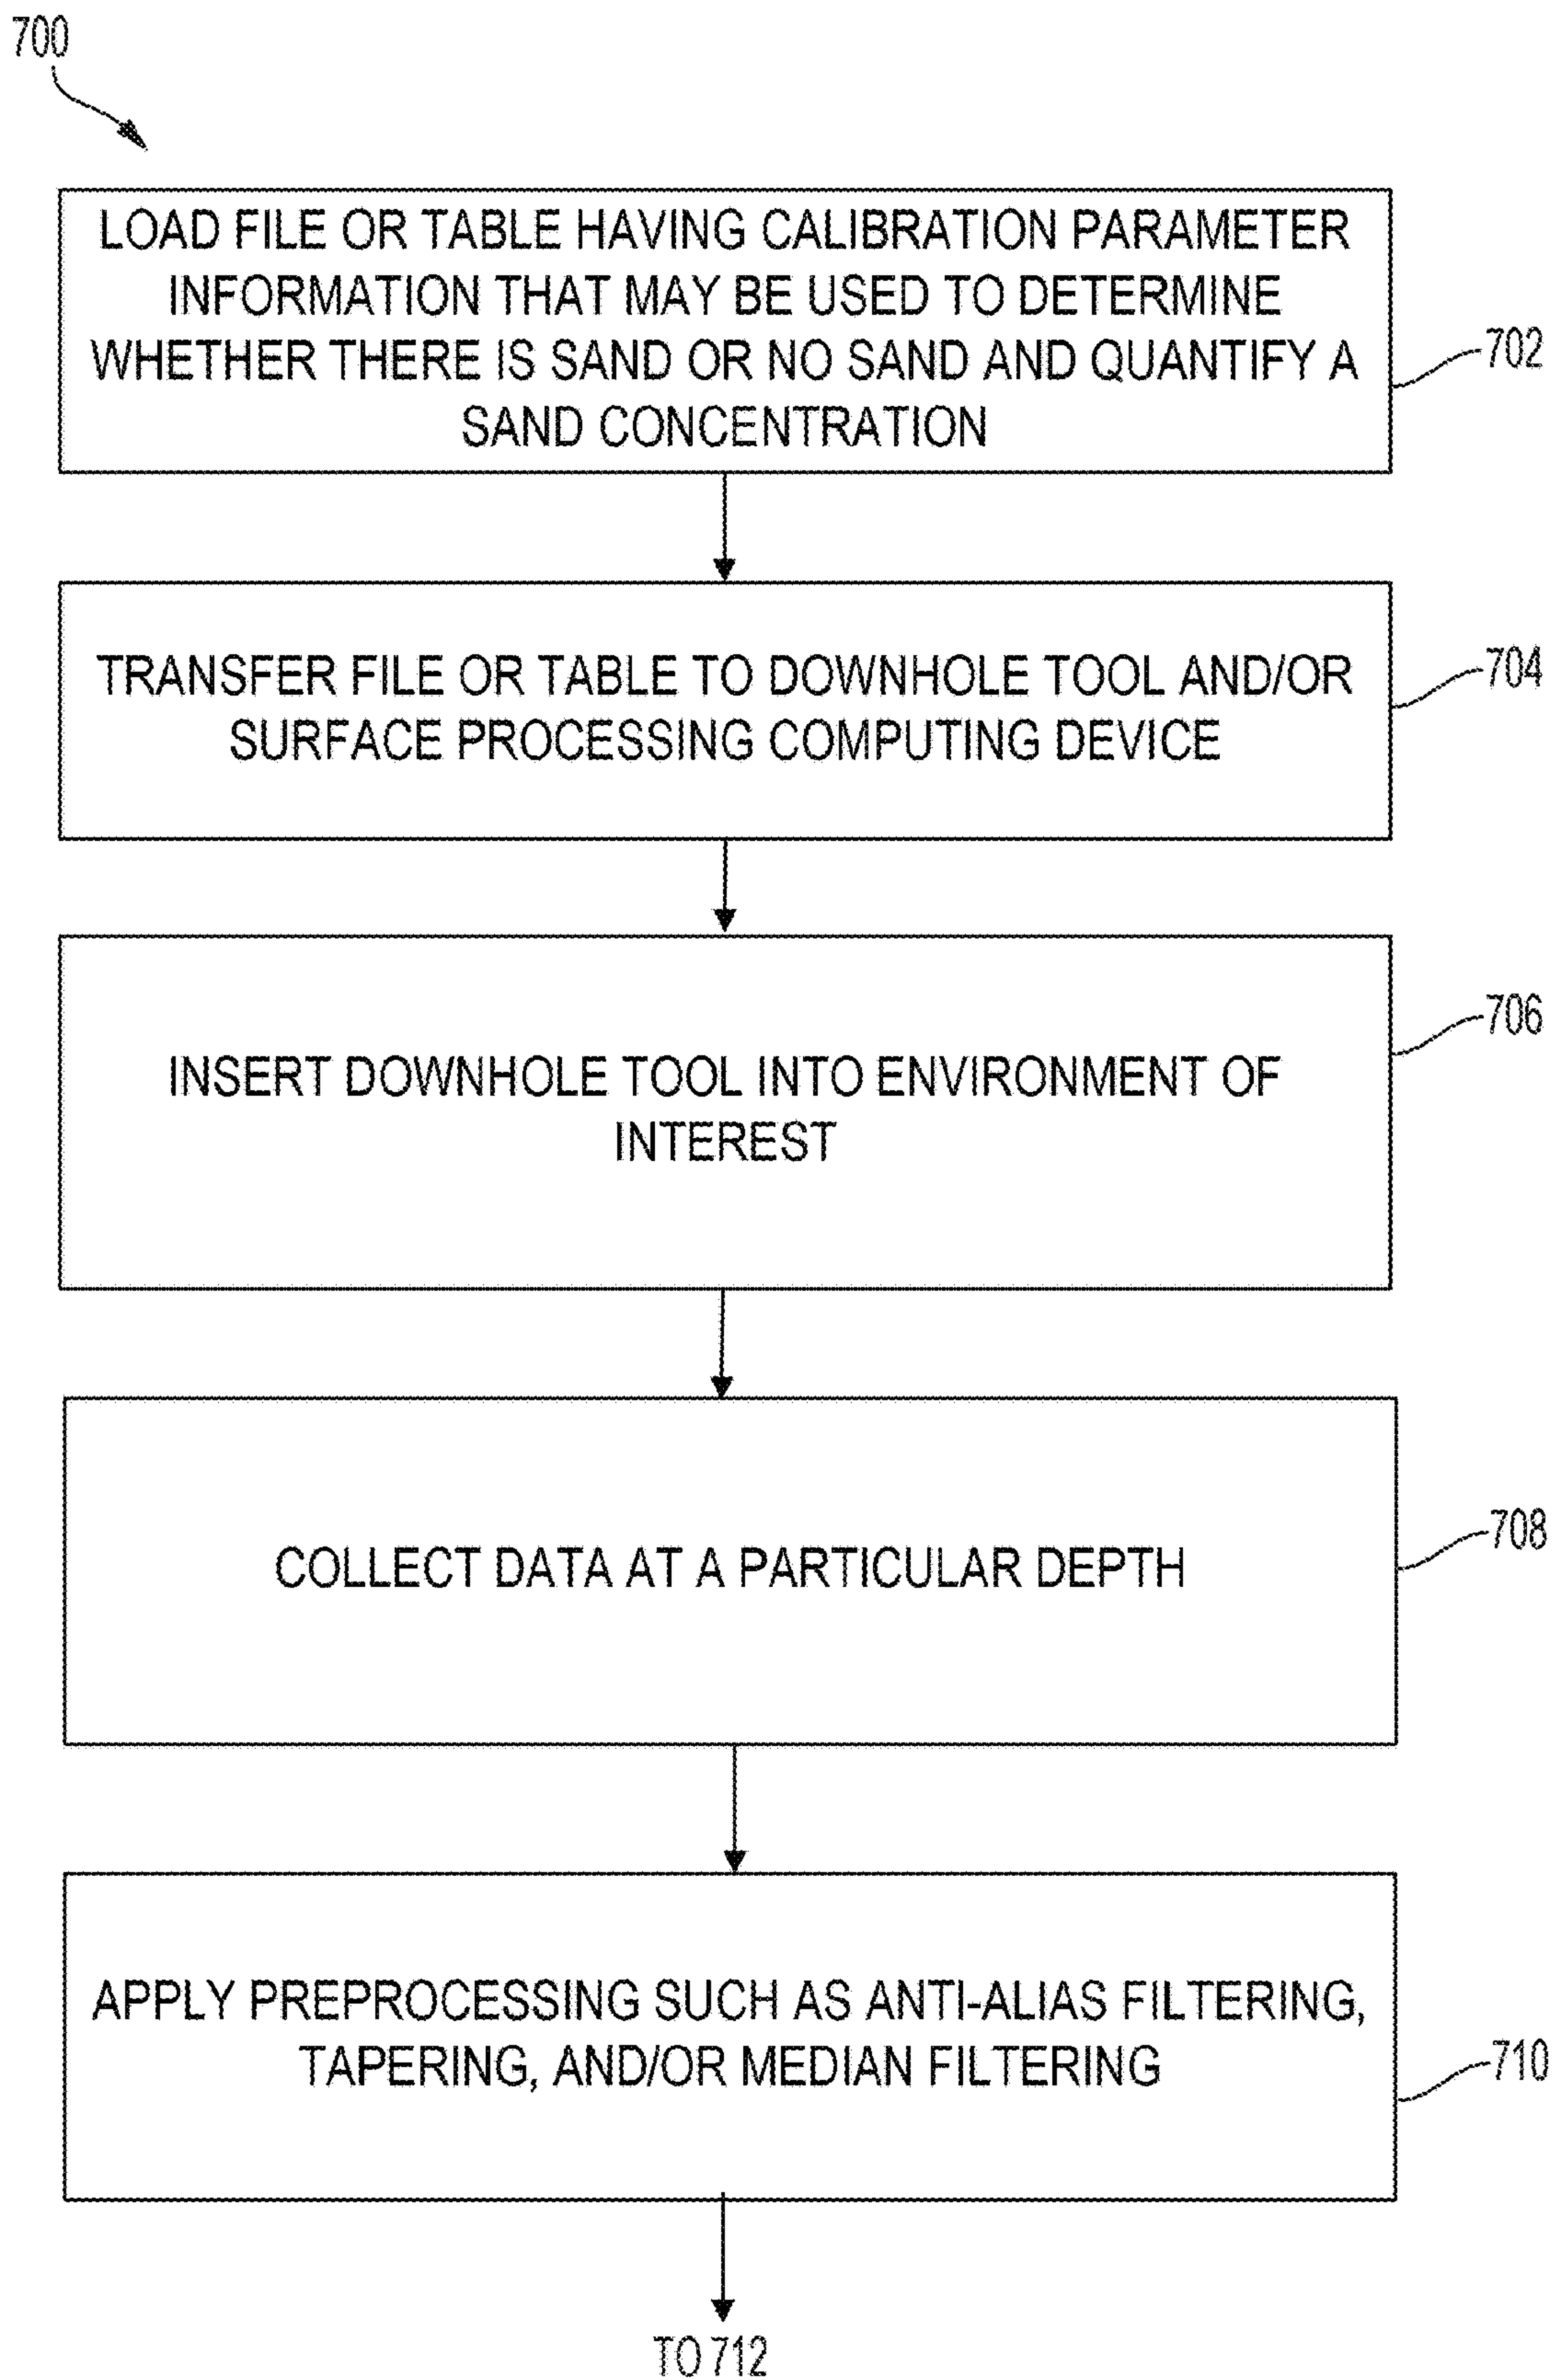 700
LOAD FILE OR TABLE HAVING CALIBRATION PARAMETER
INFORMATION THAT MAY BE USED TO DETERMINE
WHETHER THERE IS SAND OR NO SAND AND QUANTIFY A
SAND CONCENTRATION
702
TRANSFER FILE OR TABLE TO DOWNHOLE TOOL AND/OR
SURFACE PROCESSING COMPUTING DEVICE
704
INSERT DOWNHOLE TOOL INTO ENVIRONMENT OF
INTEREST
706
COLLECT DATA AT A PARTICULAR DEPTH
708
APPLY PREPROCESSING SUCH AS ANTI-ALIAS FILTERING,
TAPERING, AND/OR MEDIAN FILTERING
710
TO 712